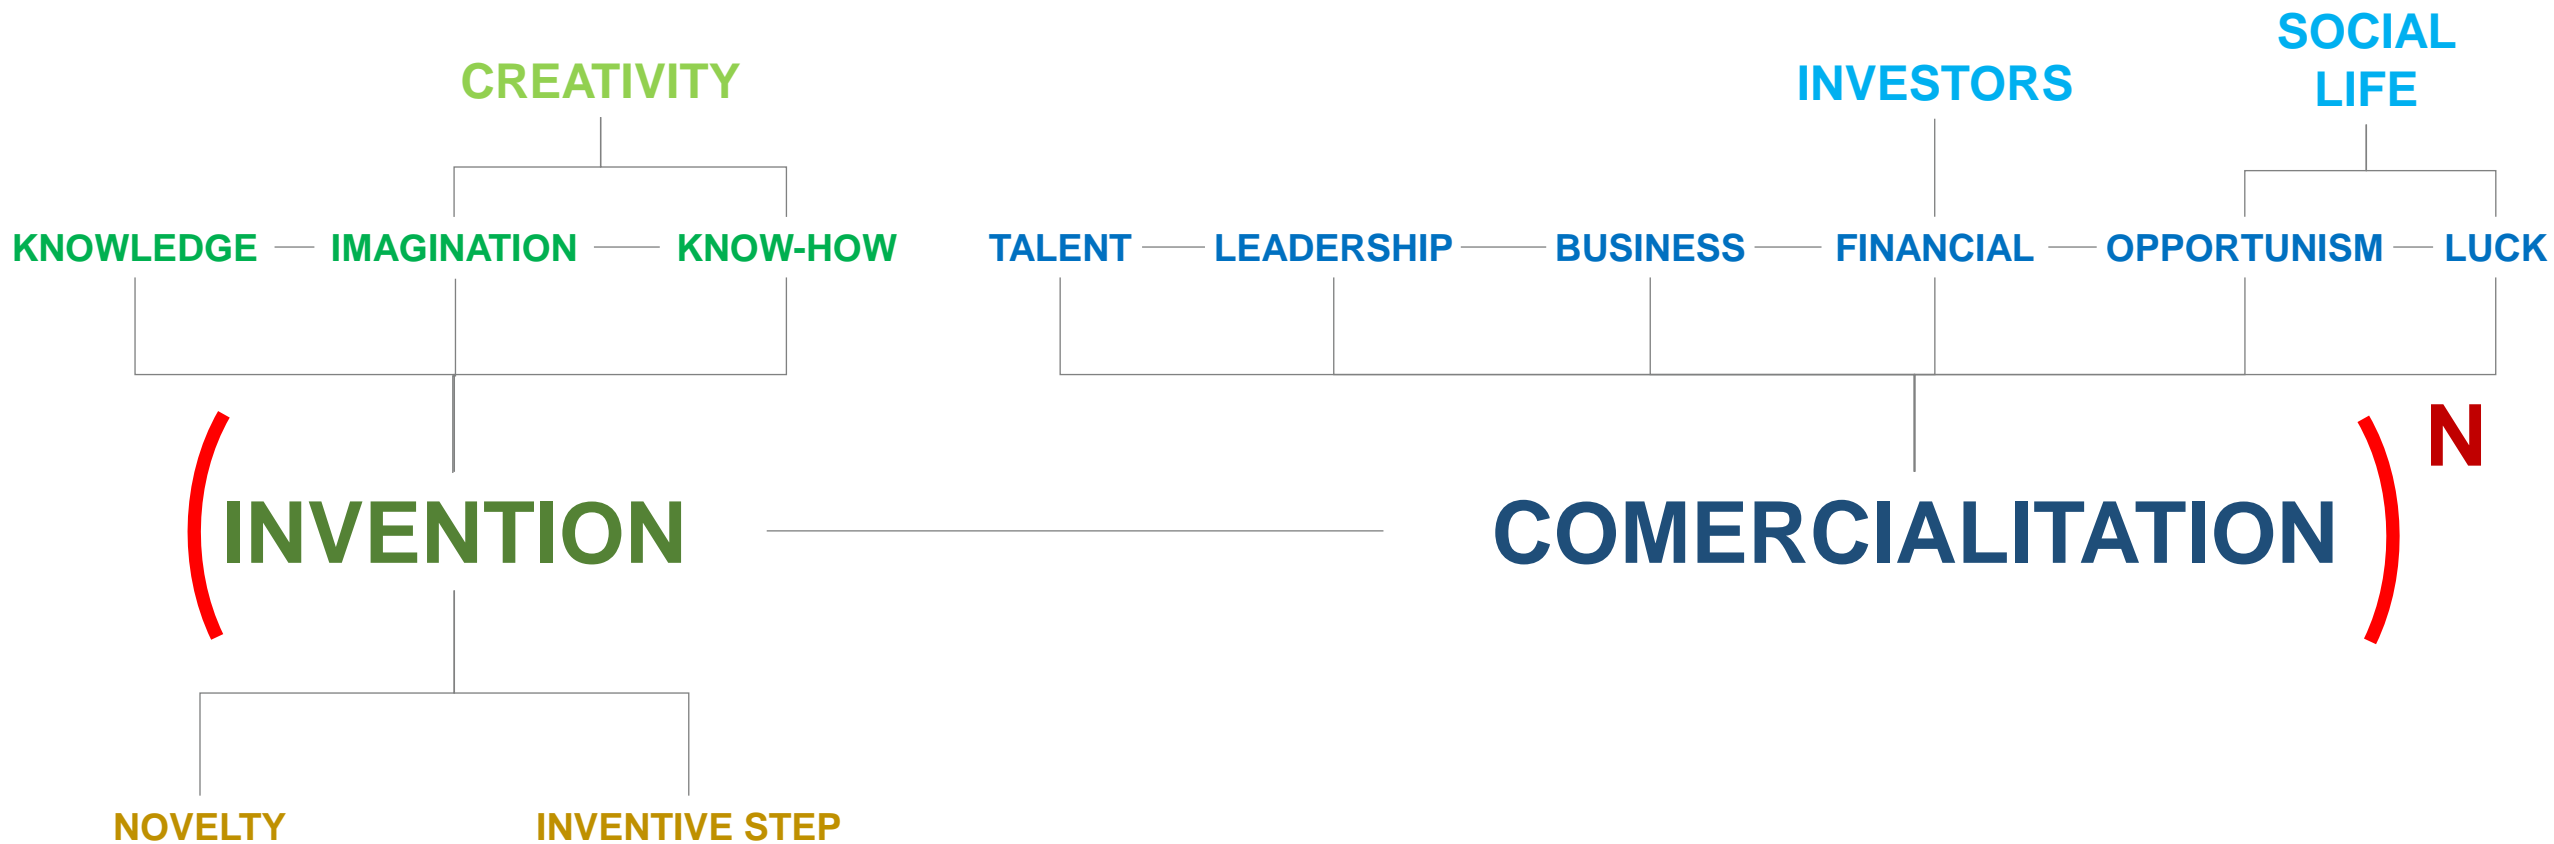 SOCIAL
LIFE
CREATIVITY
INVESTORS
KNOWLEDGE IMAGINATION KNOW-HOW TALENT LEADERSHIP BUSINESS FINANCIAL OPPORTUNISM LUCK
N
(INVENTION COMERCIALITATION)
NOVELTY INVENTIVE STEP